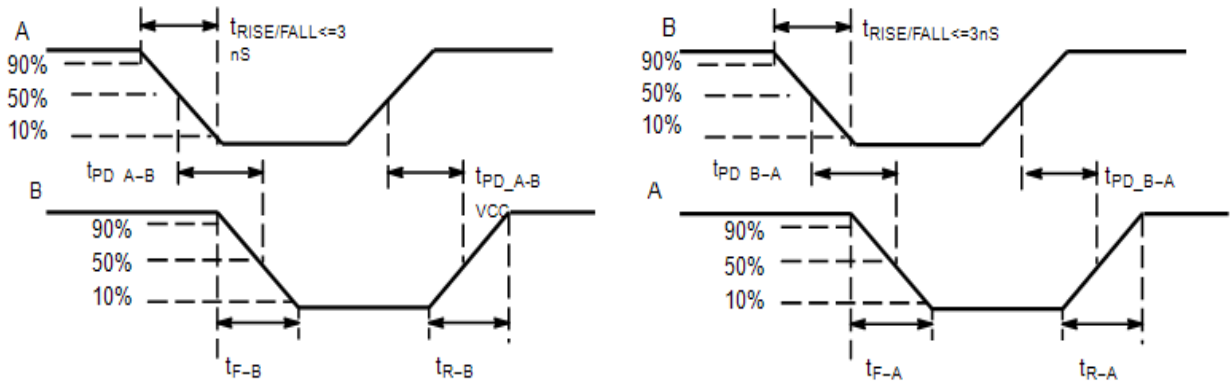 A
tRISE/FALL<=3
nS
90%
50%
10%
tPD A–B
tPD_A-B
B
VCC
90%
50%
10%
tF–B
tR–B
B
tRISE/FALL<=3nS
90%
50%
10%
tPD B–A
tPD_B–A
A
90%
50%
10%
tF–A
tR–A